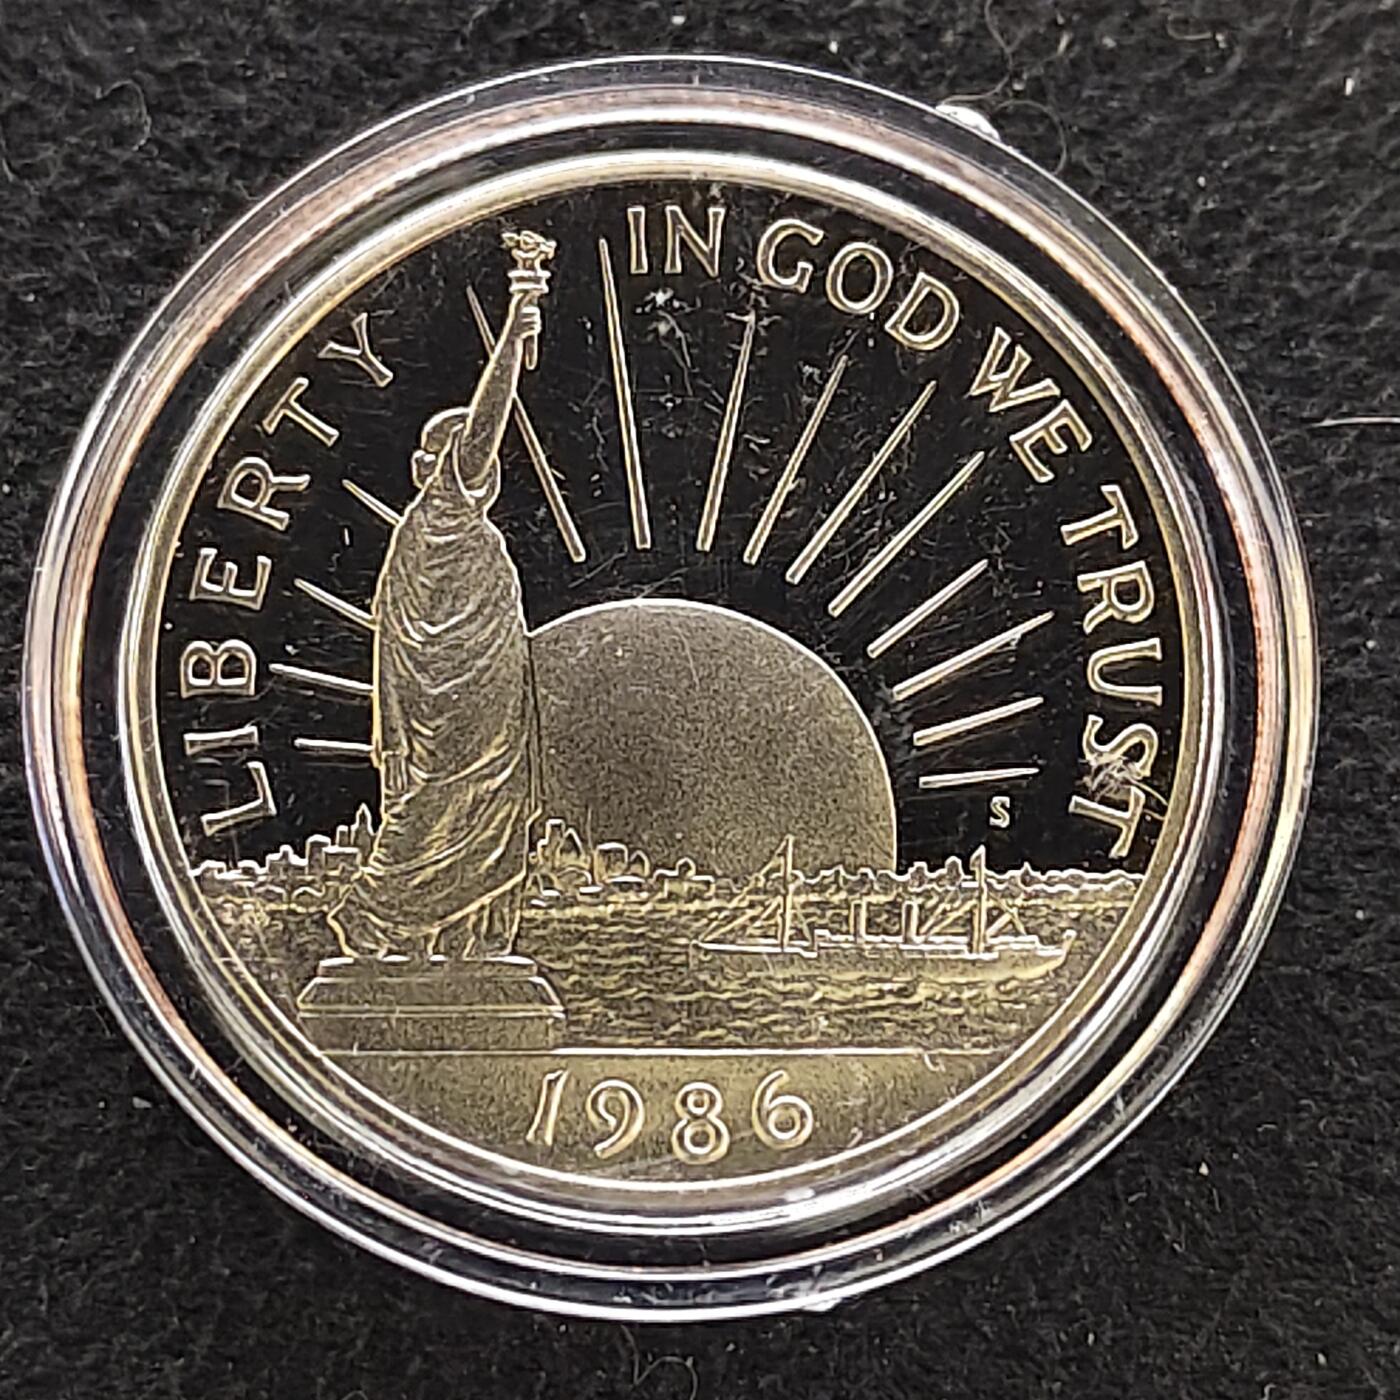 LIBERTY
IN GOD WE TRUST
S
1986